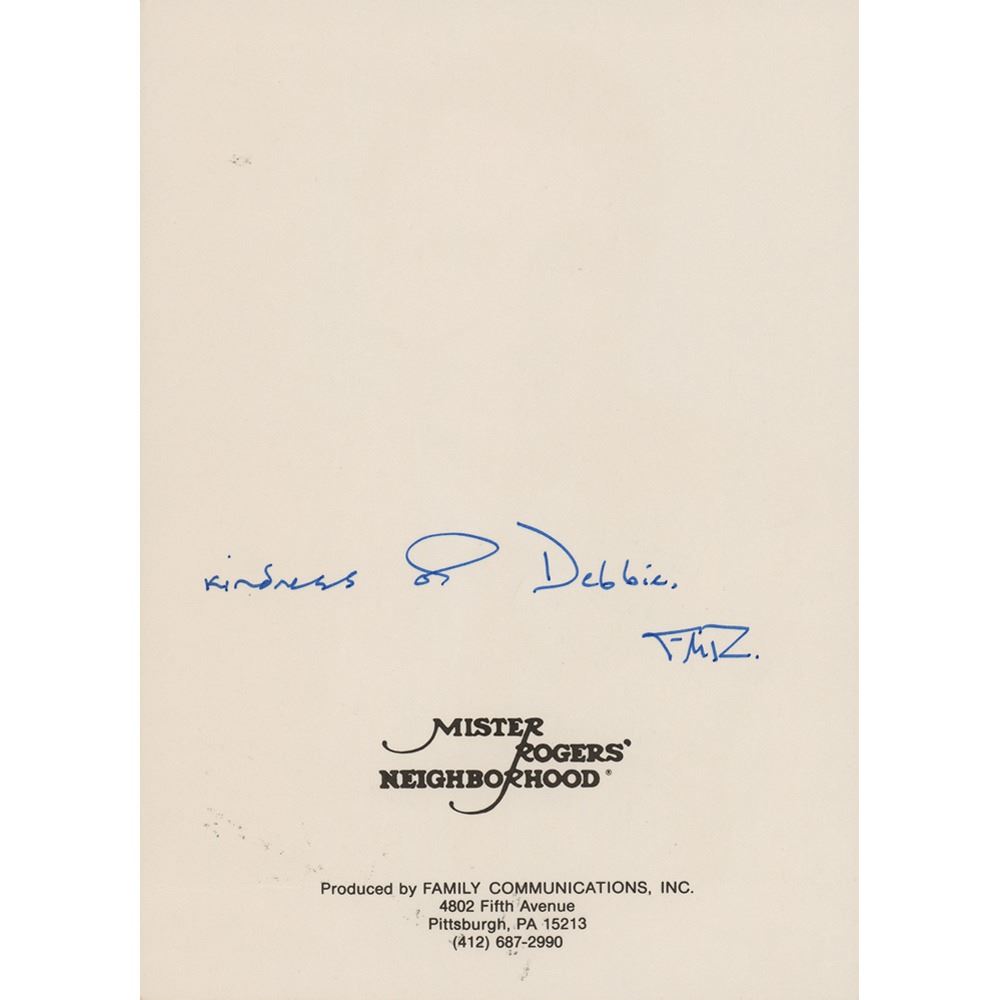 kindness of Debbie.
FMR.
MISTER
ROGERS'
NEIGHBORHOOD®
Produced by FAMILY COMMUNICATIONS, INC.
4802 Fifth Avenue
Pittsburgh, PA 15213
(412) 687-2990